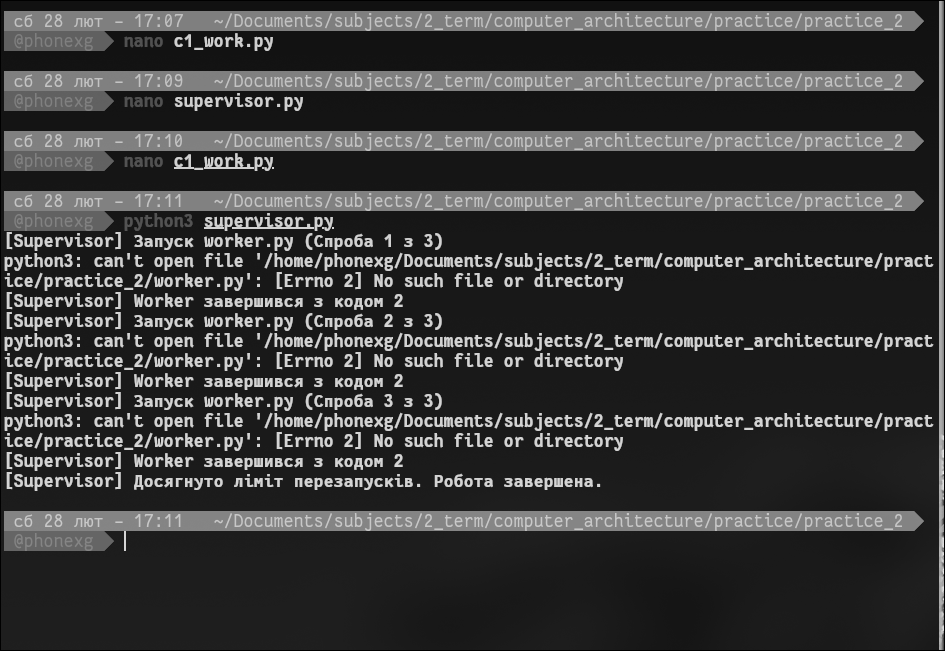 сб 28 лют – 17:07 ~/Documents/subjects/2_term/computer_architecture/practice/practice_2
@phonexg nano c1_work.py
сб 28 лют – 17:09 ~/Documents/subjects/2_term/computer_architecture/practice/practice_2
@phonexg nano supervisor.py
сб 28 лют – 17:10 ~/Documents/subjects/2_term/computer_architecture/practice/practice_2
@phonexg nano c1_work.py
сб 28 лют – 17:11 ~/Documents/subjects/2_term/computer_architecture/practice/practice_2
@phonexg python3 supervisor.py
[Supervisor] Запуск worker.py (Спроба 1 з 3)
python3: can't open file '/home/phonexg/Documents/subjects/2_term/computer_architecture/pract
ice/practice_2/worker.py': [Errno 2] No such file or directory
[Supervisor] Worker завершився з кодом 2
[Supervisor] Запуск worker.py (Спроба 2 з 3)
python3: can't open file '/home/phonexg/Documents/subjects/2_term/computer_architecture/pract
ice/practice_2/worker.py': [Errno 2] No such file or directory
[Supervisor] Worker завершився з кодом 2
[Supervisor] Запуск worker.py (Спроба 3 з 3)
python3: can't open file '/home/phonexg/Documents/subjects/2_term/computer_architecture/pract
ice/practice_2/worker.py': [Errno 2] No such file or directory
[Supervisor] Worker завершився з кодом 2
[Supervisor] Досягнуто ліміт перезапусків. Робота завершена.
сб 28 лют – 17:11 ~/Documents/subjects/2_term/computer_architecture/practice/practice_2
@phonexg